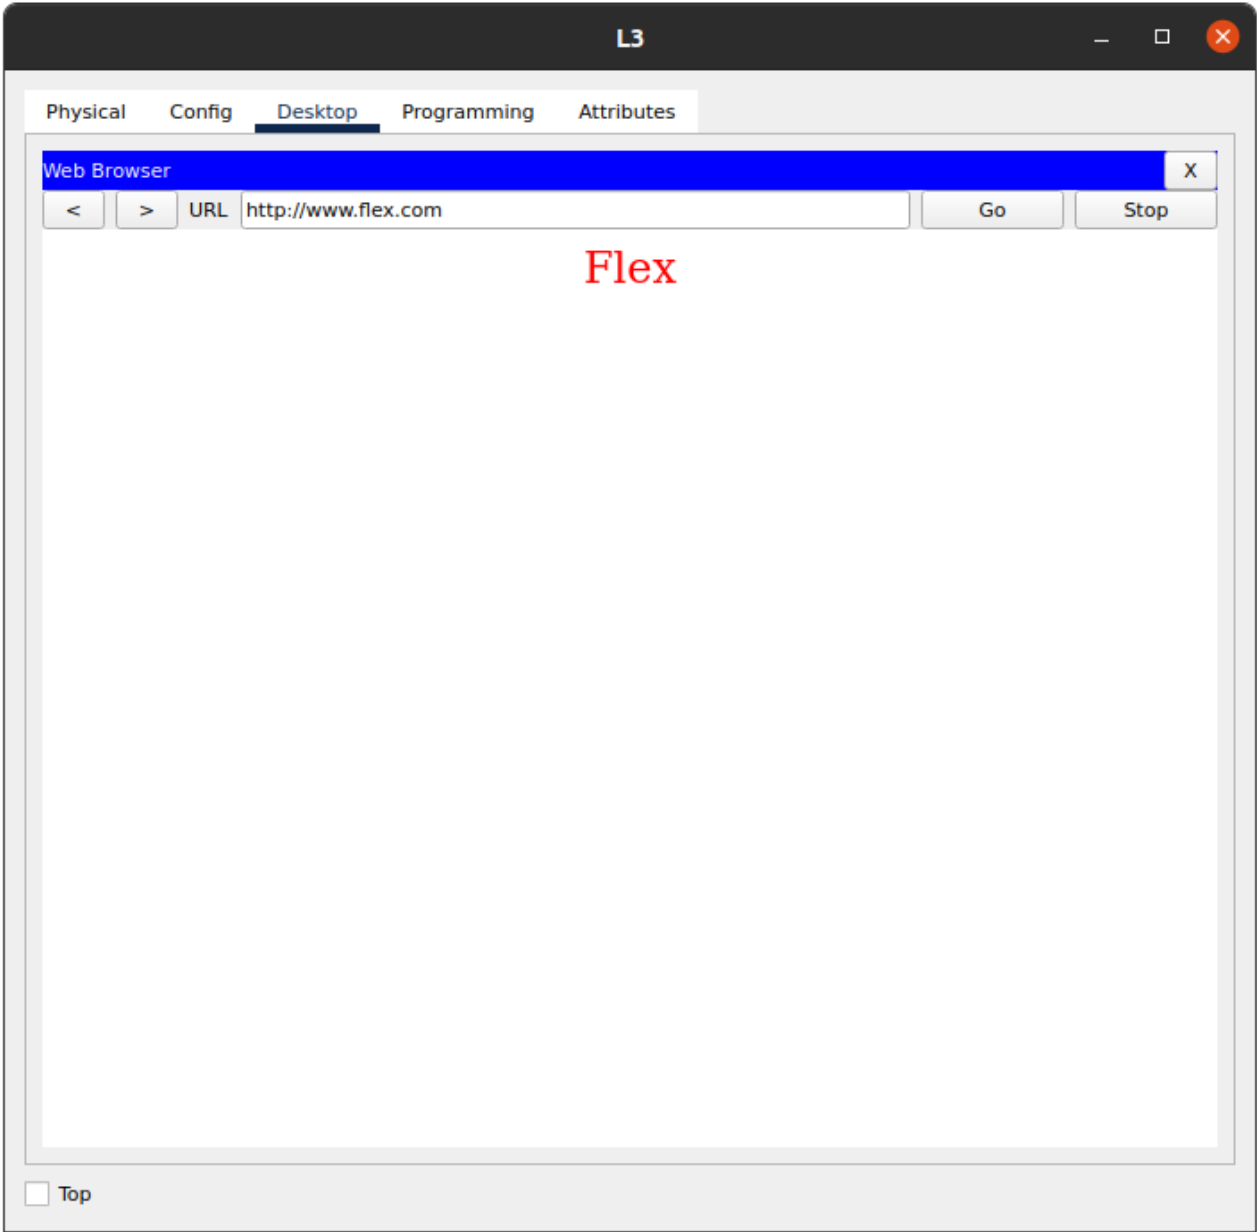 L3
Physical Config Desktop Programming Attributes
Web Browser X
< > URL http://www.flex.com Go Stop
Flex
Top